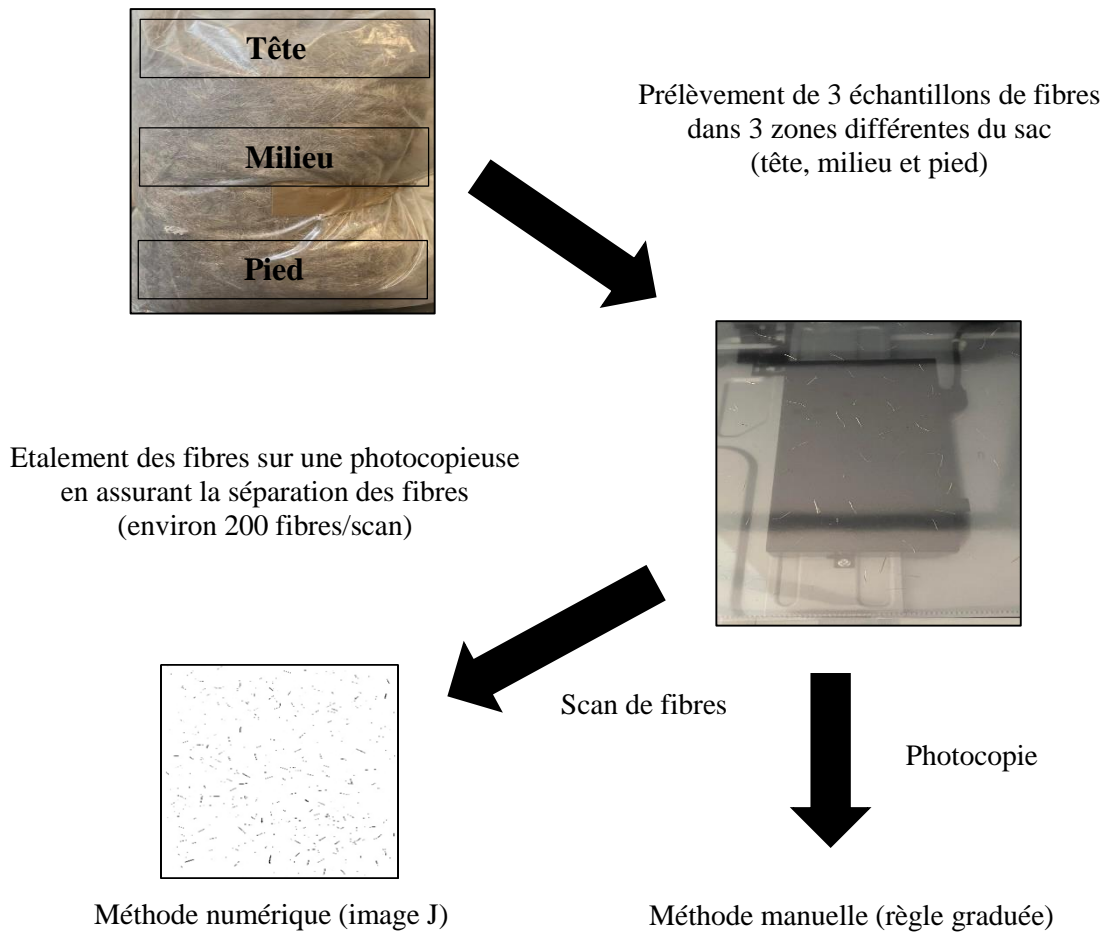 Tête
Milieu
Pied
Prélèvement de 3 échantillons de fibres
dans 3 zones différentes du sac
(tête, milieu et pied)
Etalement des fibres sur une photocopieuse
en assurant la séparation des fibres
(environ 200 fibres/scan)
Scan de fibres
Photocopie
Méthode numérique (image J)
Méthode manuelle (règle graduée)